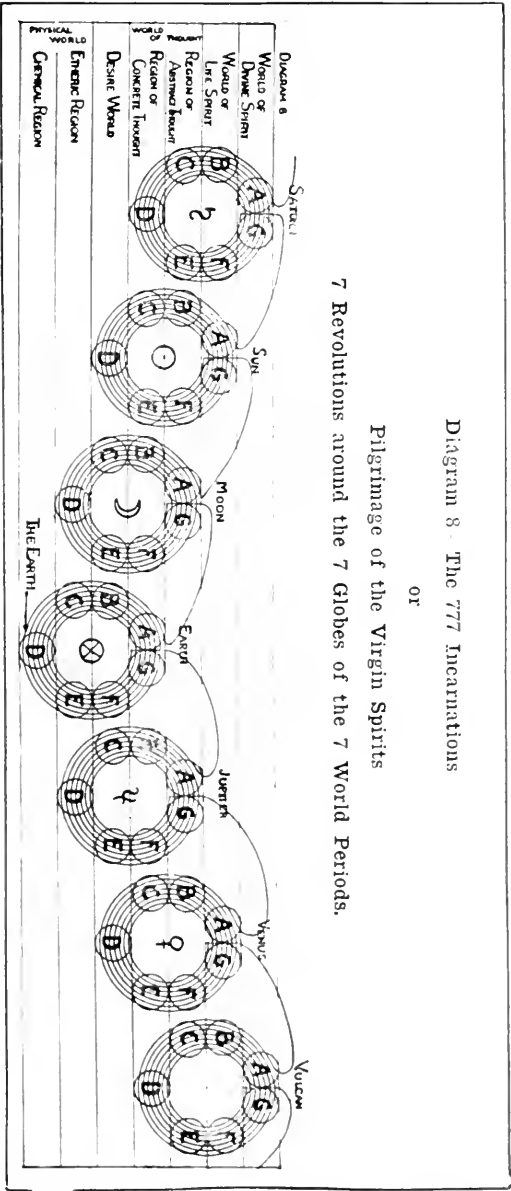 Diagram 8 The 777 Incarnations
or
Pilgrimage of the Virgin Spirits
7 Revolutions around the 7 Globes of the 7 World Periods.
DIAGRAM 8
WORLD OF
DIVINE SPIRIT
WORLD OF
LIFE SPIRIT
WORLD OF THOUGHT
REGION OF
ABSTRACT THOUGHT
REGION OF
CONCRETE THOUGHT
DESIRE WORLD
PHYSICAL WORLD
ETHERIC REGION
CHEMICAL REGION
SATURN
A G
B F
C E
D
SUN
A G
B F
C E
D
MOON
A G
B F
C E
D
EARTH
A G
B F
C E
D
THE EARTH
JUPITER
A G
F
C E
D
VENUS
A G
B F
C E
D
VULCAN
A G
B F
C E
D